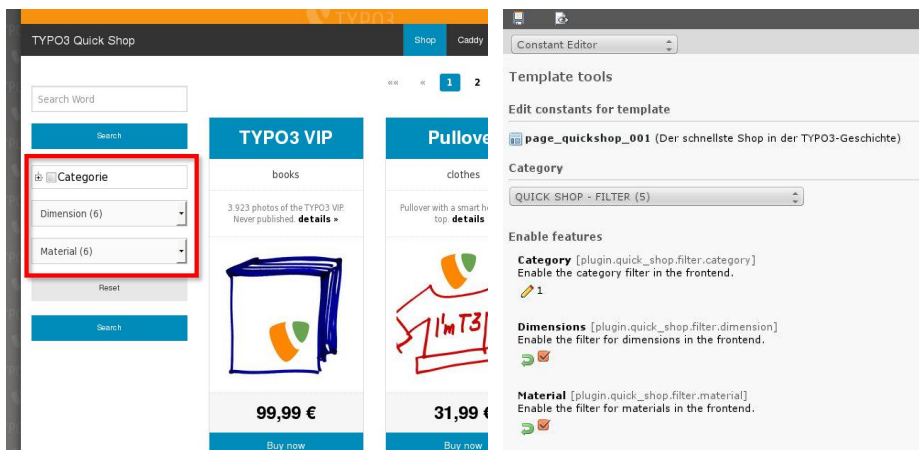 TYPO3
TYPO3 Quick Shop
Shop
Caddy
«« « 1 2
Search Word
Search
Categorie
Dimension (6)
Material (6)
Reset
Search
TYPO3 VIP
books
3.923 photos of the TYPO3 VIP.
Never published. details »
99,99 €
Buy now
Pullove
clothes
Pullover with a smart h
top. details
I'm T3
31,99 €
Buy now
Constant Editor
Template tools
Edit constants for template
page_quickshop_001 (Der schnellste Shop in der TYPO3-Geschichte)
Category
QUICK SHOP - FILTER (5)
Enable features
Category [plugin.quick_shop.filter.category]
Enable the category filter in the frontend.
1
Dimensions [plugin.quick_shop.filter.dimension]
Enable the filter for dimensions in the frontend.
Material [plugin.quick_shop.filter.material]
Enable the filter for materials in the frontend.